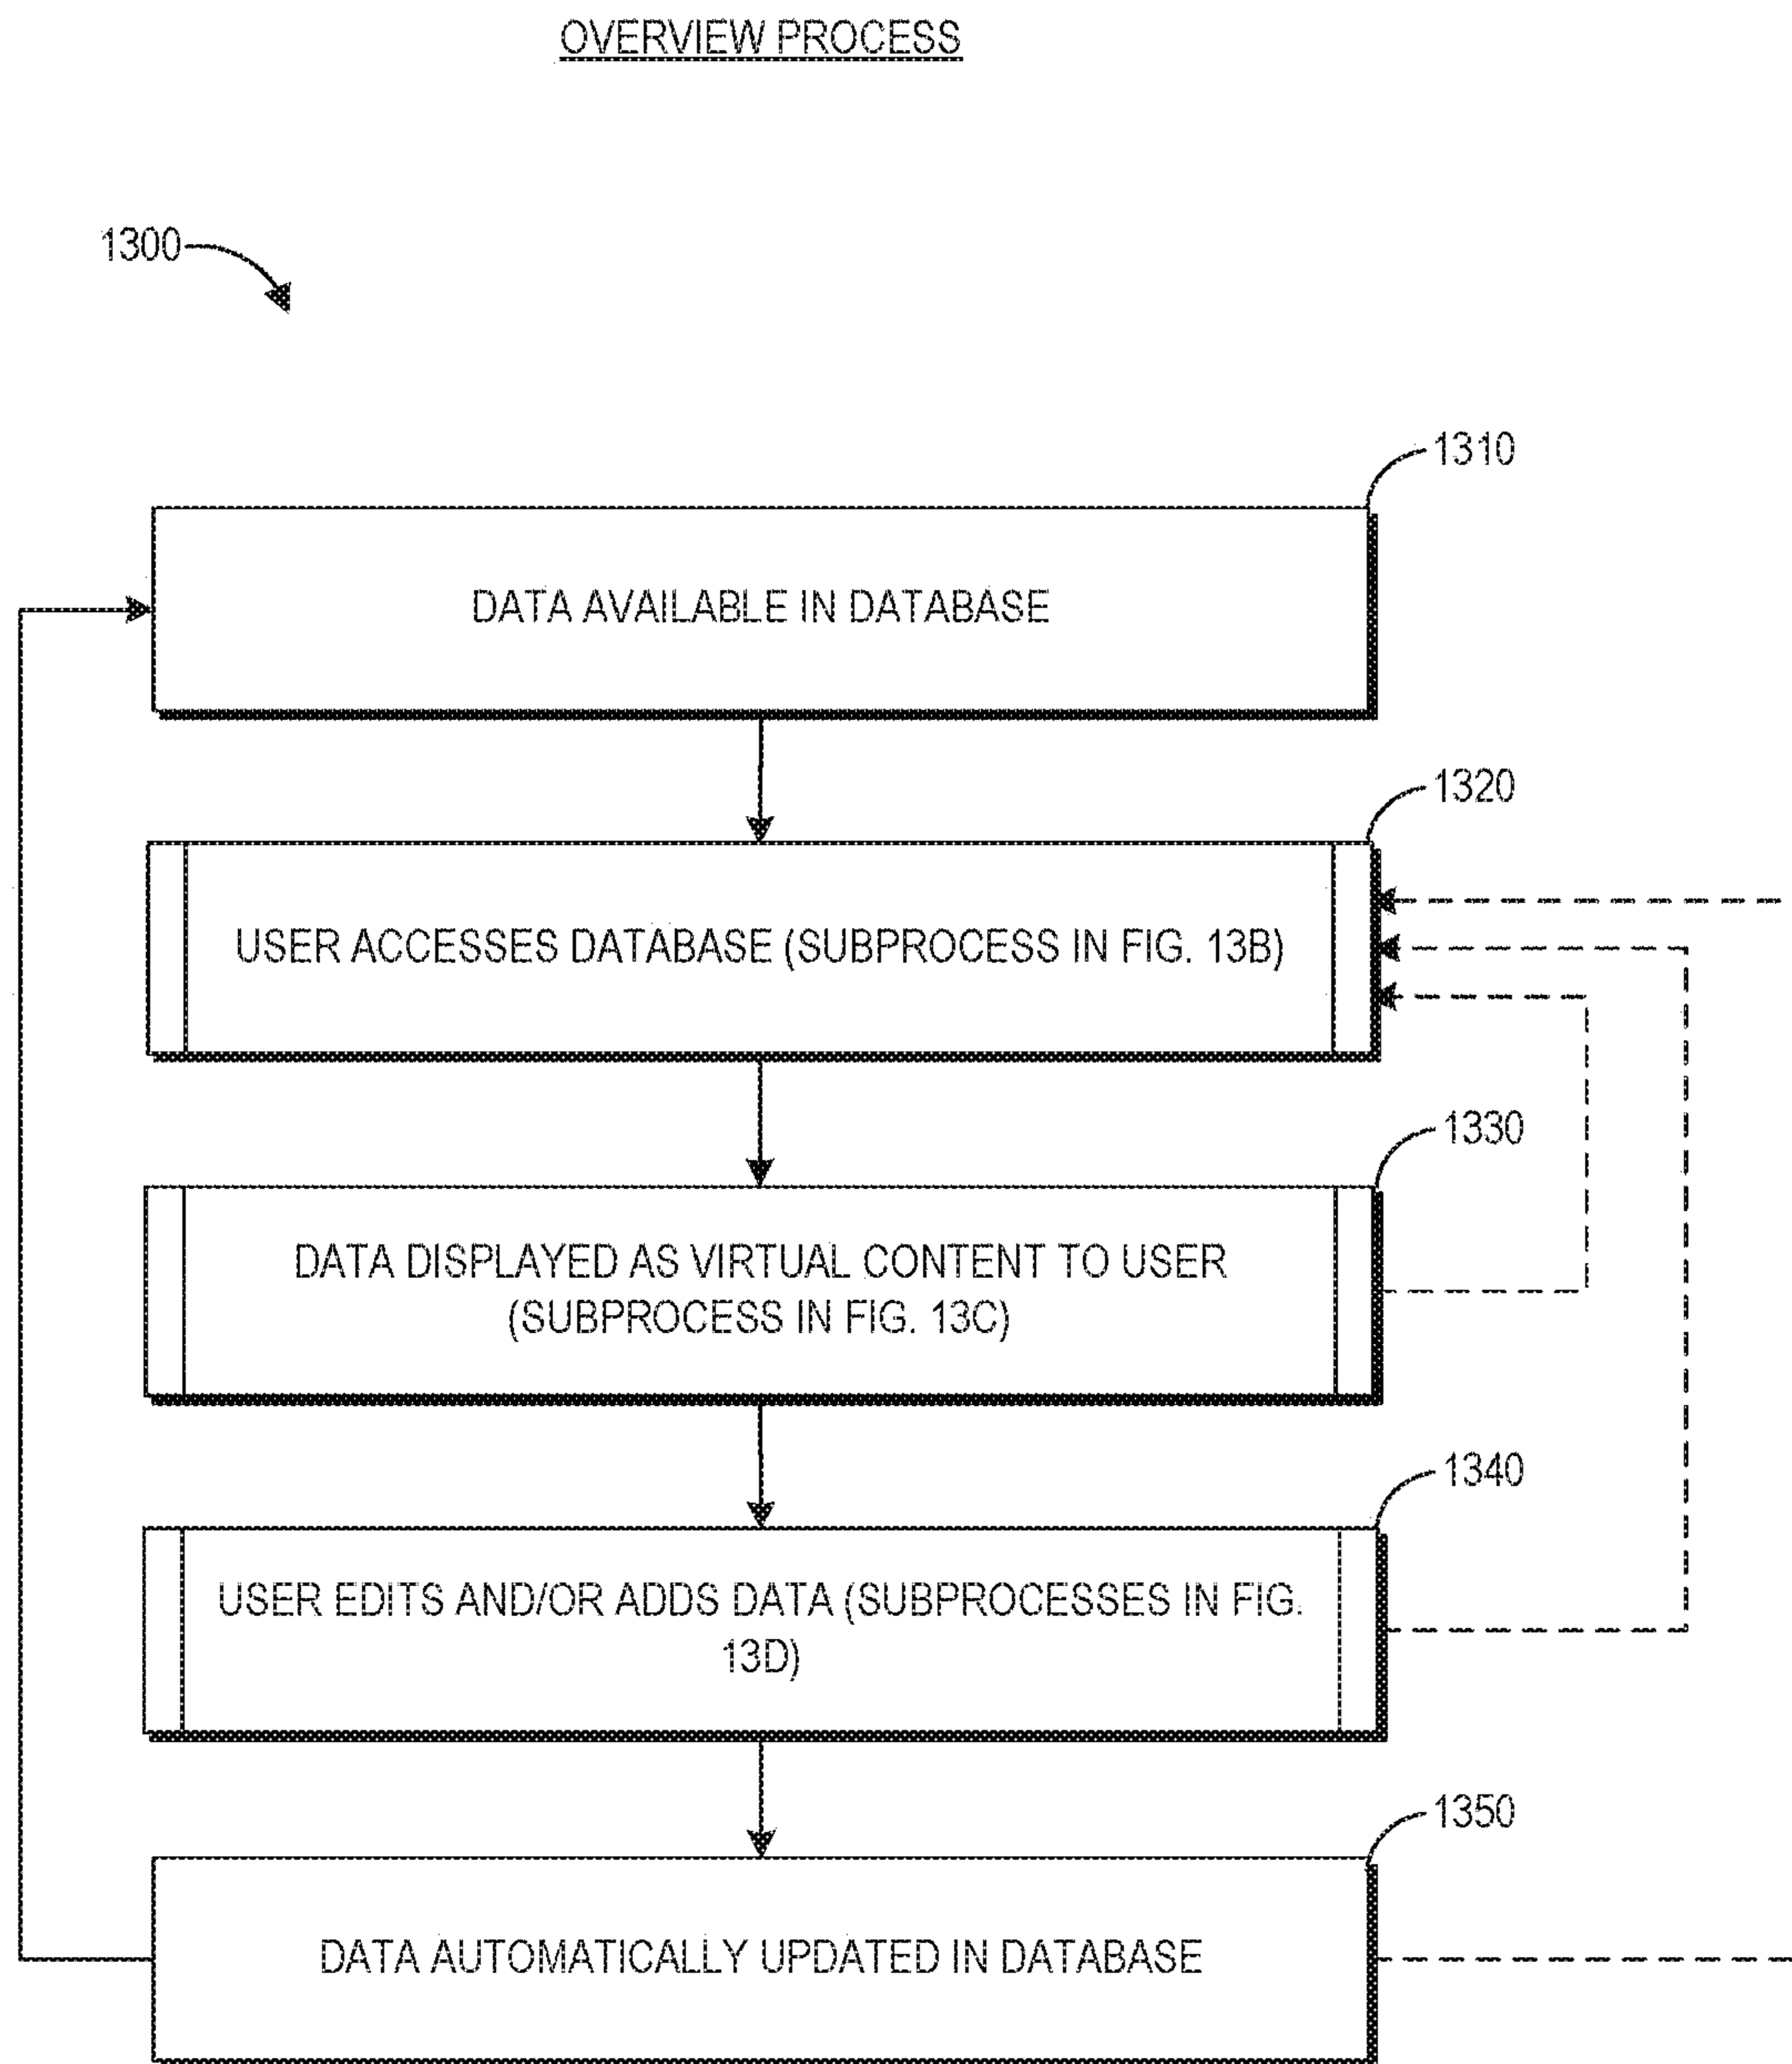 OVERVIEW PROCESS
1300
1310
DATA AVAILABLE IN DATABASE
1320
USER ACCESSES DATABASE (SUBPROCESS IN FIG. 13B)
1330
DATA DISPLAYED AS VIRTUAL CONTENT TO USER
(SUBPROCESS IN FIG. 13C)
1340
USER EDITS AND/OR ADDS DATA (SUBPROCESSES IN FIG.
13D)
1350
DATA AUTOMATICALLY UPDATED IN DATABASE